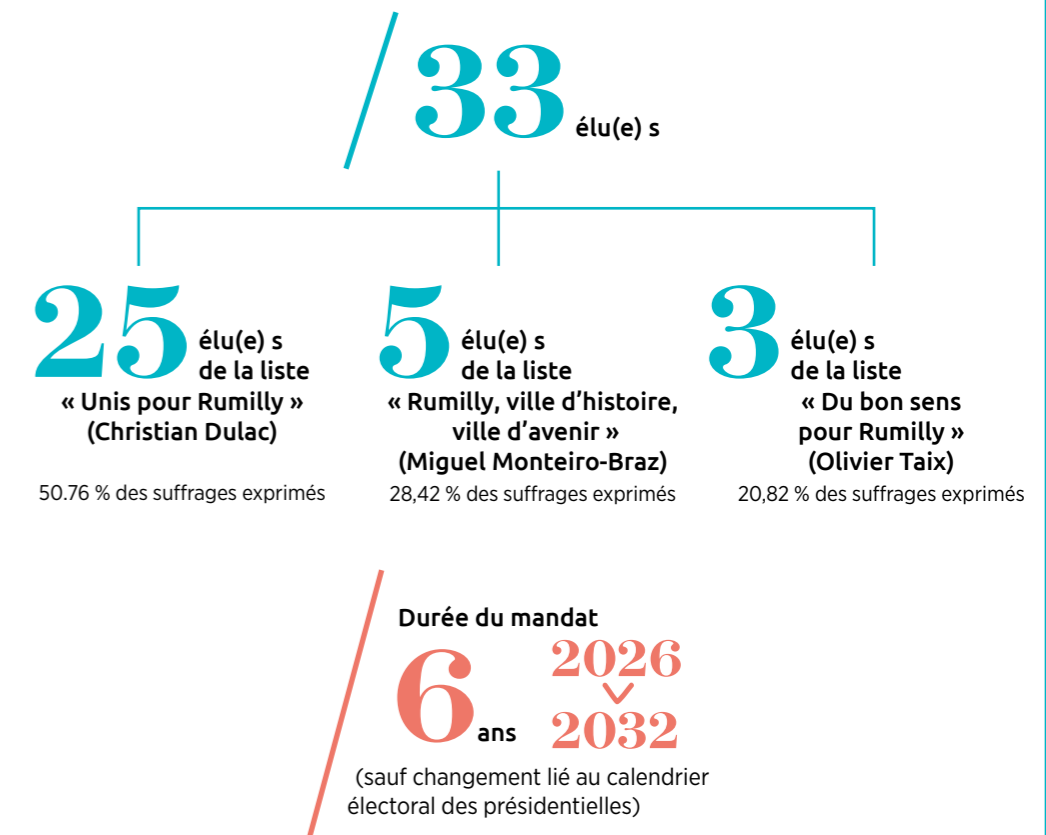 33 élu(e) s
25 élu(e) s
de la liste
« Unis pour Rumilly »
(Christian Dulac)
50.76 % des suffrages exprimés
5 élu(e) s
de la liste
« Rumilly, ville d’histoire,
ville d’avenir »
(Miguel Monteiro-Braz)
28,42 % des suffrages exprimés
3 élu(e) s
de la liste
« Du bon sens
pour Rumilly »
(Olivier Taix)
20,82 % des suffrages exprimés
Durée du mandat
6 ans
2026
2032
(sauf changement lié au calendrier
électoral des présidentielles)